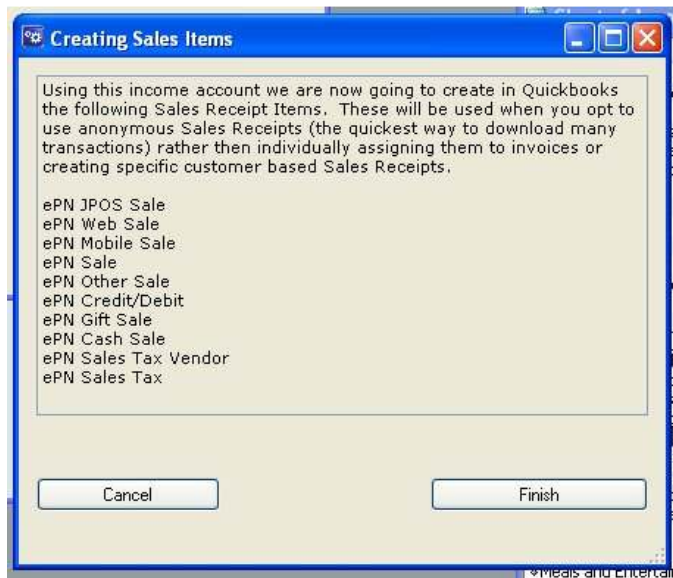 Creating Sales Items
Using this income account we are now going to create in Quickbooks
the following Sales Receipt Items.  These will be used when you opt to
use anonymous Sales Receipts (the quickest way to download many
transactions) rather then individually assigning them to invoices or
creating specific customer based Sales Receipts.
ePN JPOS Sale
ePN Web Sale
ePN Mobile Sale
ePN Sale
ePN Other Sale
ePN Credit/Debit
ePN Gift Sale
ePN Cash Sale
ePN Sales Tax Vendor
ePN Sales Tax
Cancel
Finish
Meals and